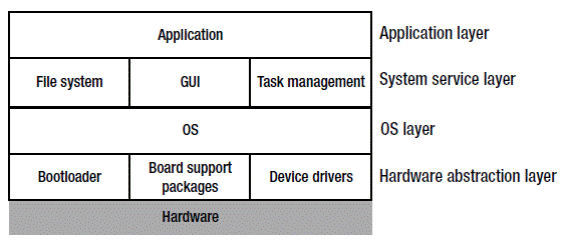 Application
Application layer
File system
GUI
Task management
System service layer
OS
OS layer
Bootloader
Board support
packages
Device drivers
Hardware abstraction layer
Hardware